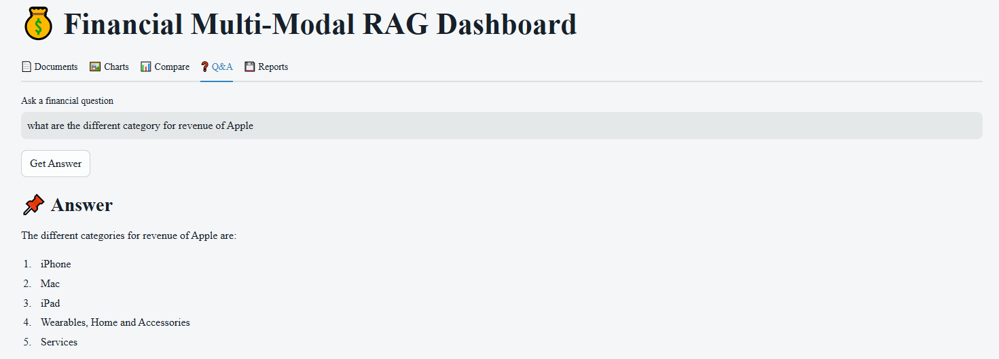 Financial Multi-Modal RAG Dashboard
Documents Charts Compare Q&A Reports
Ask a financial question
what are the different category for revenue of Apple
Get Answer
Answer
The different categories for revenue of Apple are:
1. iPhone
2. Mac
3. iPad
4. Wearables, Home and Accessories
5. Services